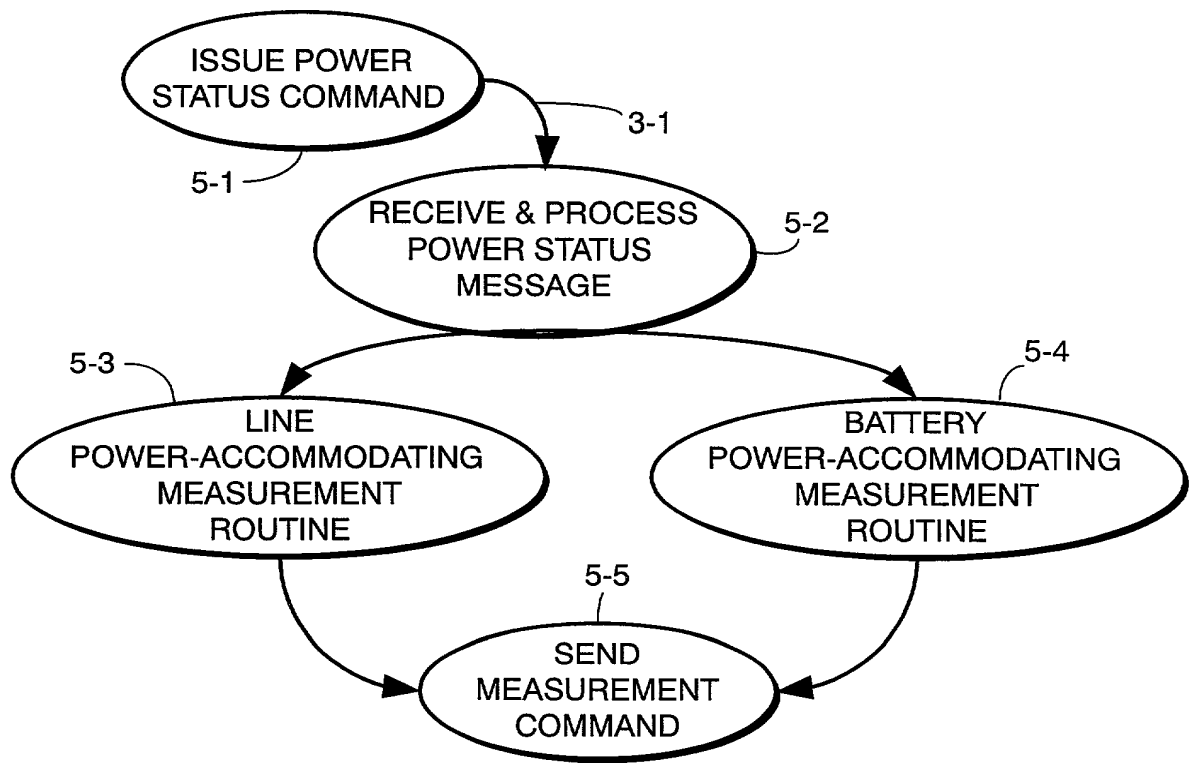 ISSUE POWER
STATUS COMMAND
3-1
5-1
RECEIVE & PROCESS
POWER STATUS
MESSAGE
5-2
5-3
5-4
LINE
POWER-ACCOMMODATING
MEASUREMENT
ROUTINE
BATTERY
POWER-ACCOMMODATING
MEASUREMENT
ROUTINE
5-5
SEND
MEASUREMENT
COMMAND